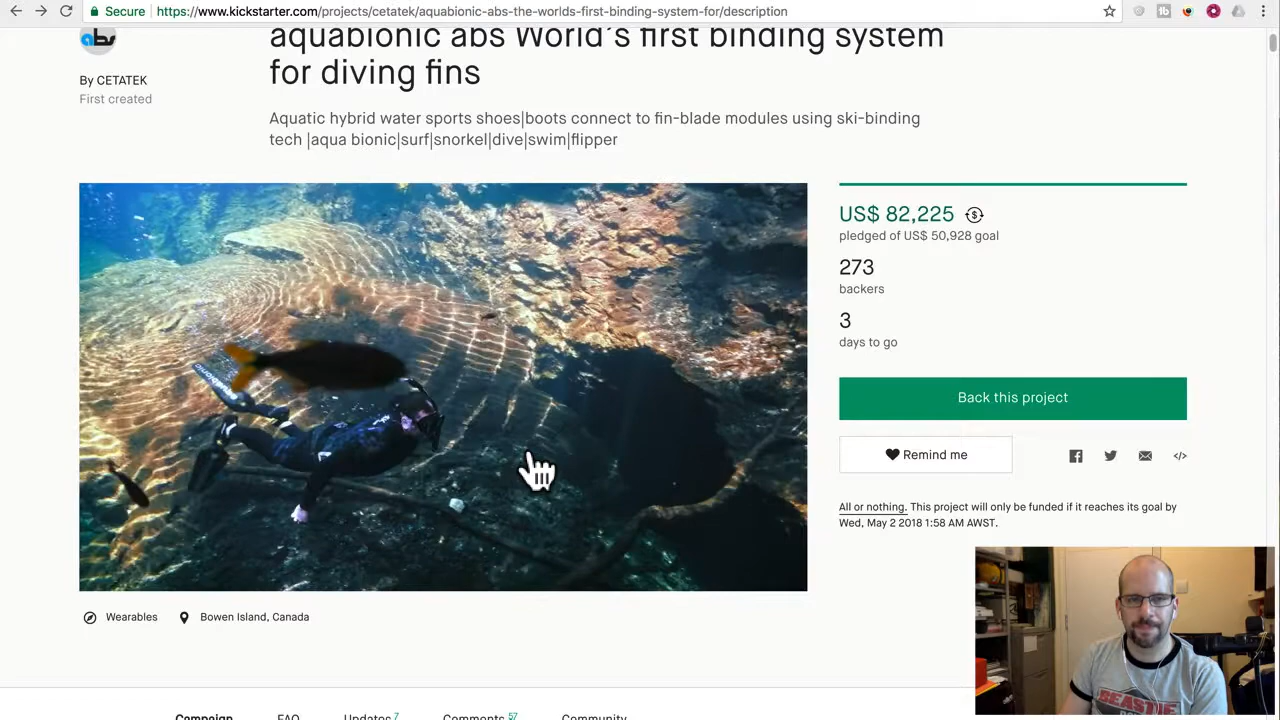 Secure https://www.kickstarter.com/projects/cetatek/aquabionic-abs-the-worlds-first-binding-system-for/description
abs
aquabionic abs World's first binding system
for diving fins
By CETATEK
First created
Aquatic hybrid water sports shoes|boots connect to fin-blade modules using ski-binding
tech |aqua bionic|surf|snorkel|dive|swim|flipper
US$ 82,225
pledged of US$ 50,928 goal
273
backers
3
days to go
Back this project
Remind me
All or nothing. This project will only be funded if it reaches its goal by
Wed, May 2 2018 1:58 AM AWST.
Wearables Bowen Island, Canada
Campaign FAQ Updates 7 Comments 57 Community
BEASTIE